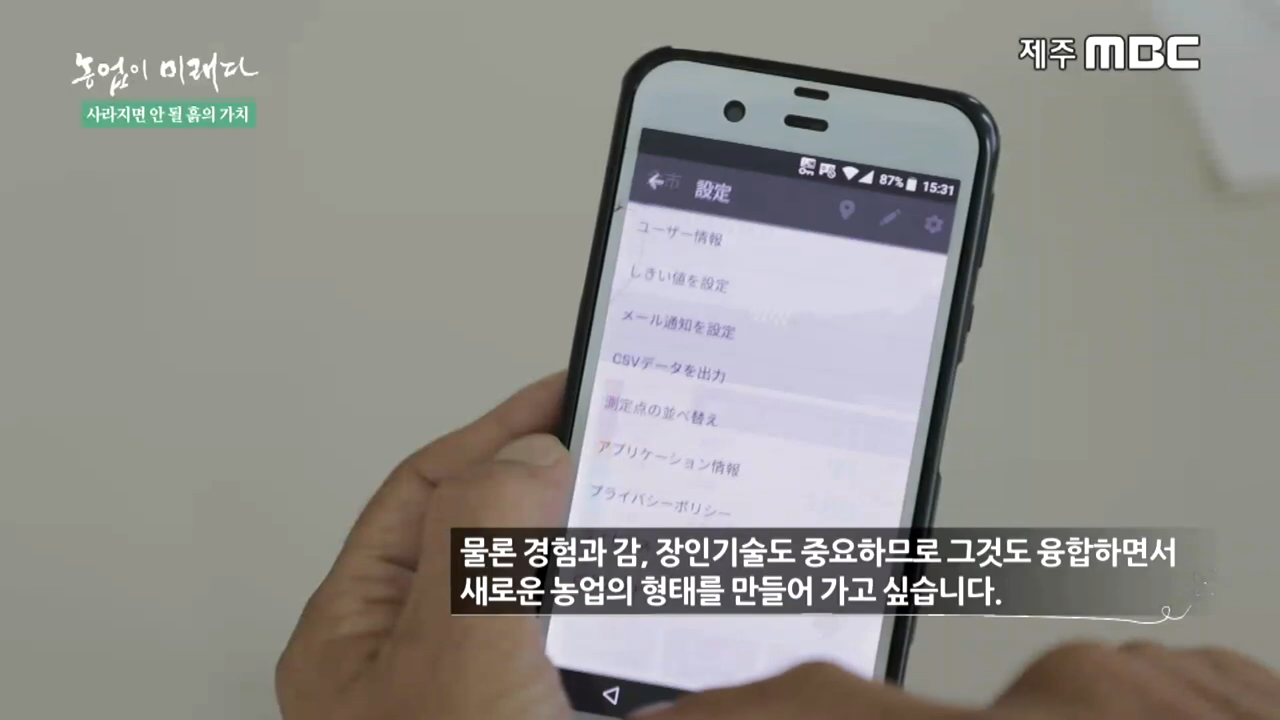 농업이 미래다
사라지면 안 될 흙의 가치
제주 MBC
87% 15:31
設定
ユーザー情報
しきい値を設定
メール通知を設定
CSVデータを出力
測定点の並べ替え
アプリケーション情報
プライバシーポリシー
물론 경험과 감, 장인기술도 중요하므로 그것도 융합하면서
새로운 농업의 형태를 만들어 가고 싶습니다.